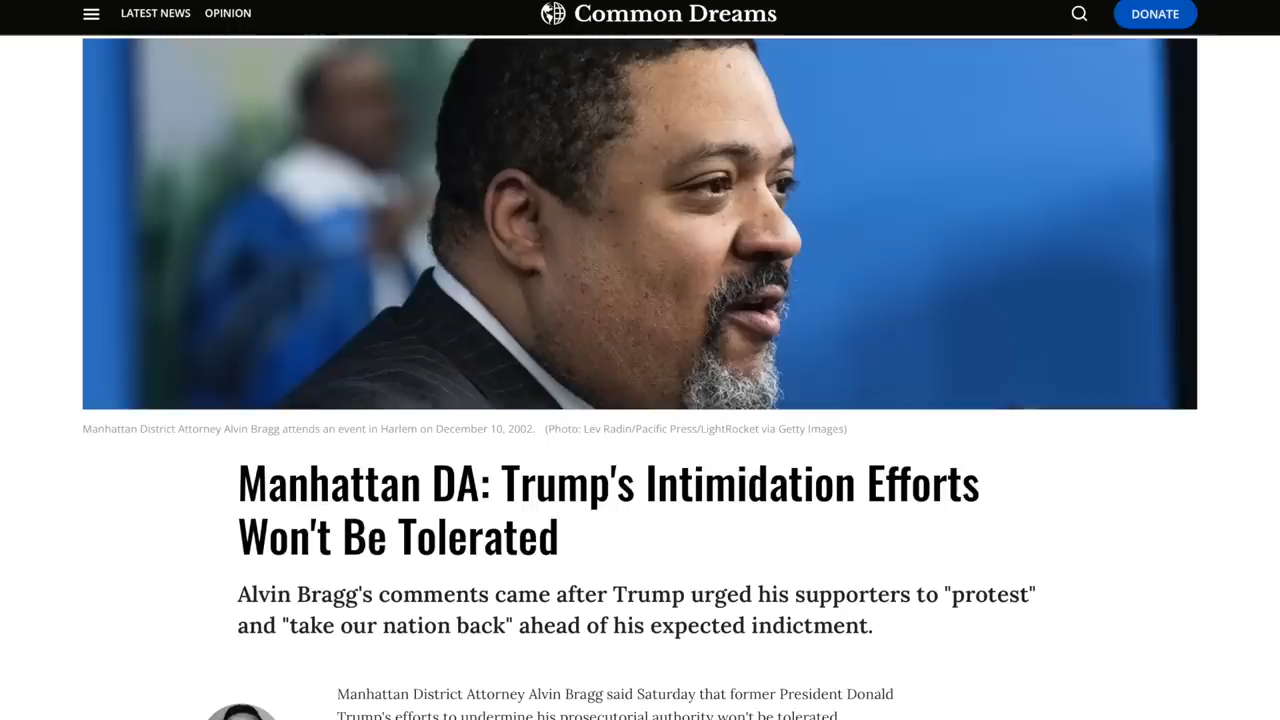 LATEST NEWS OPINION Common Dreams DONATE
Manhattan District Attorney Alvin Bragg attends an event in Harlem on December 10, 2002. (Photo: Lev Radin/Pacific Press/LightRocket via Getty Images)
Manhattan DA: Trump's Intimidation Efforts
Won't Be Tolerated
Alvin Bragg's comments came after Trump urged his supporters to "protest"
and "take our nation back" ahead of his expected indictment.
Manhattan District Attorney Alvin Bragg said Saturday that former President Donald
Trump's efforts to undermine his prosecutorial authority won't be tolerated